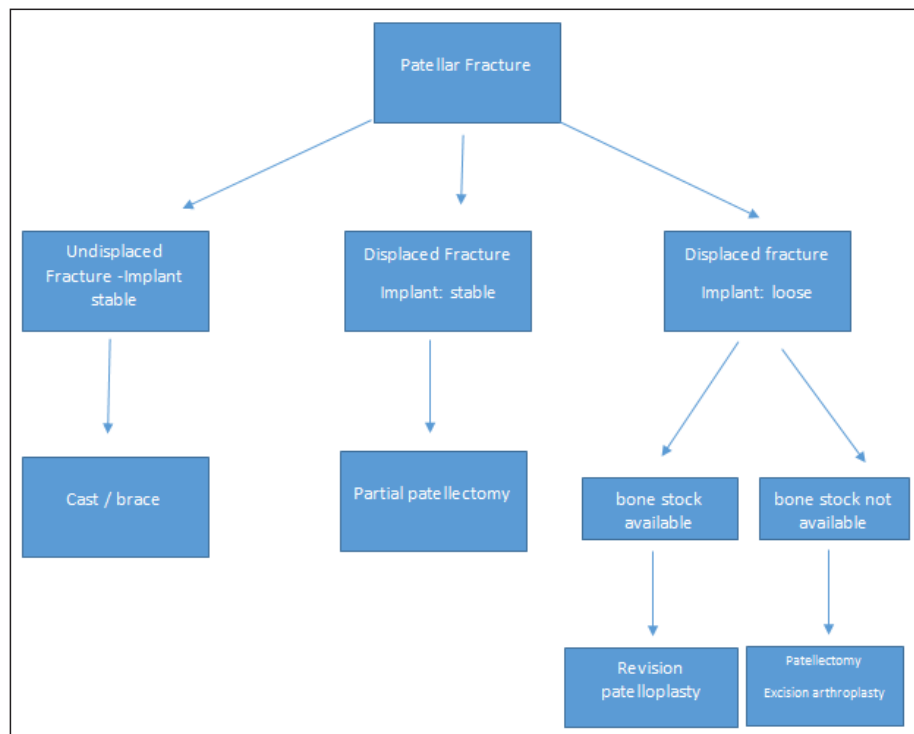 Patellar Fracture
Undisplaced
Fracture -Implant
stable
Displaced Fracture
Implant: stable
Displaced fracture
Implant: loose
Cast / brace
Partial patellectomy
bone stock
available
bone stock not
available
Revision
patelloplasty
Patellectomy
Excision arthroplasty